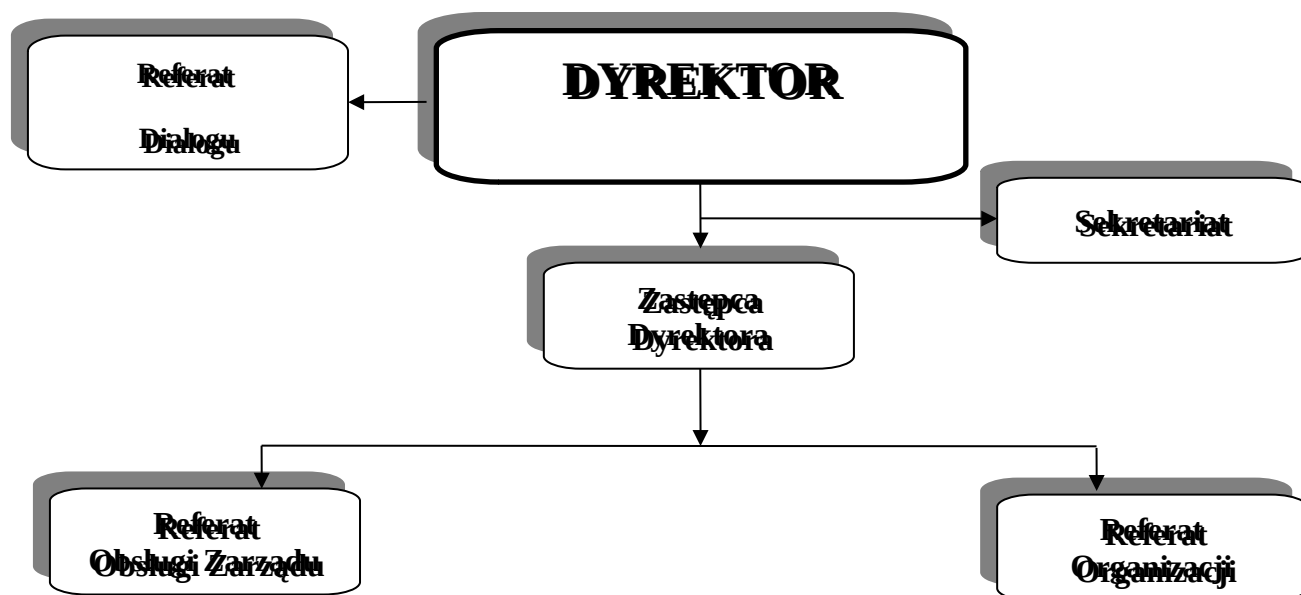 Referat
Dialogu
DYREKTOR
Sekretariat
Zastępca
Dyrektora
Referat
Obsługi Zarządu
Referat
Organizacji